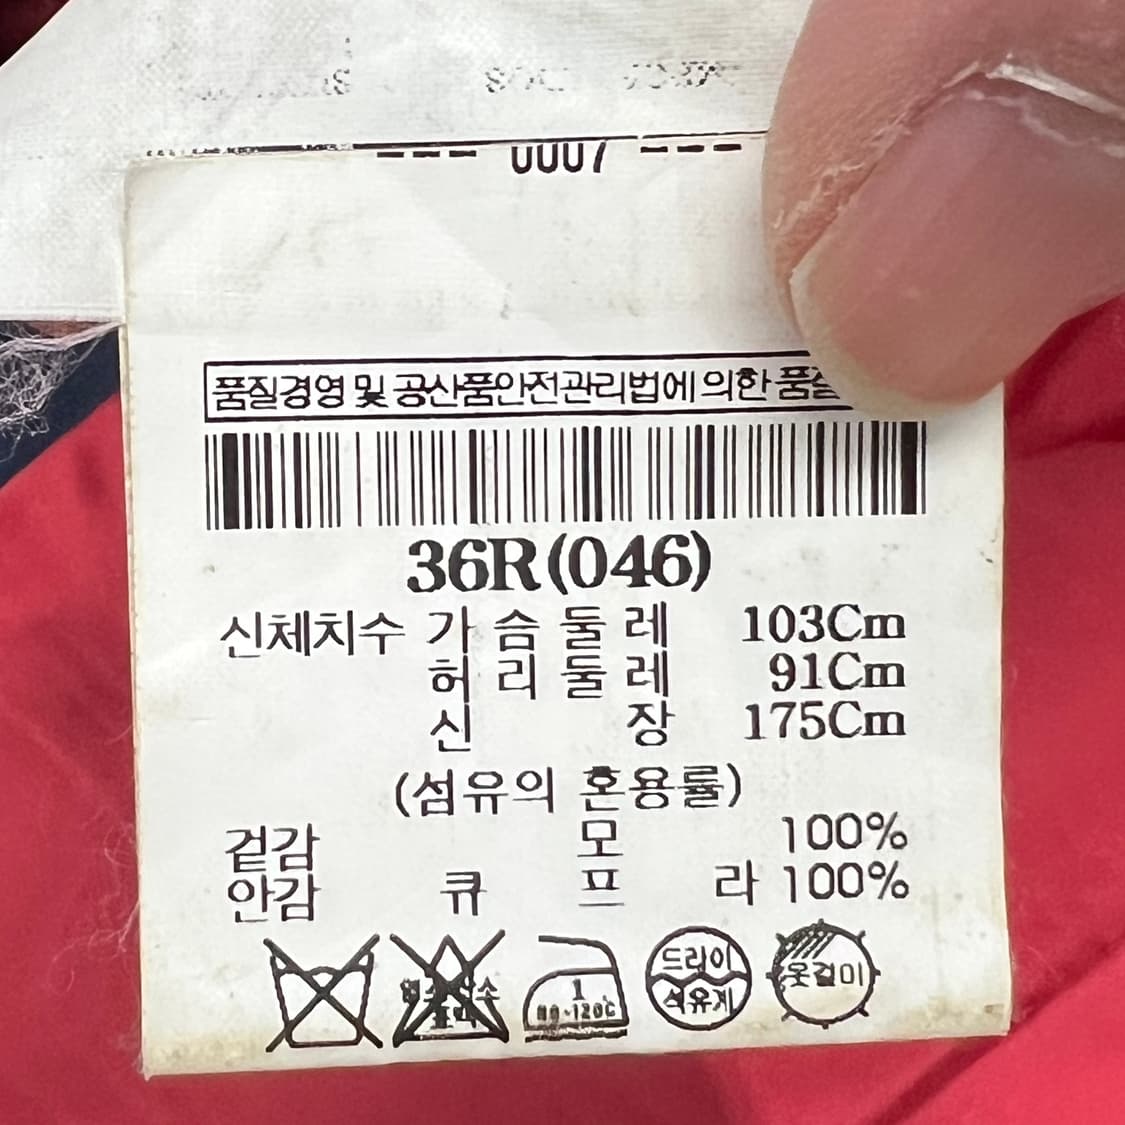 --- 0007 ---
품질경영 및 공산품안전관리법에 의한 품
36R(046)
신체치수 가 슴 둘 레 103Cm
허 리 둘 레 91Cm
신 장 175Cm
(섬유의 혼용률)
겉감 모 100%
안감 큐 프 라 100%
1
80~120℃
드라이
석유계
옷걸이